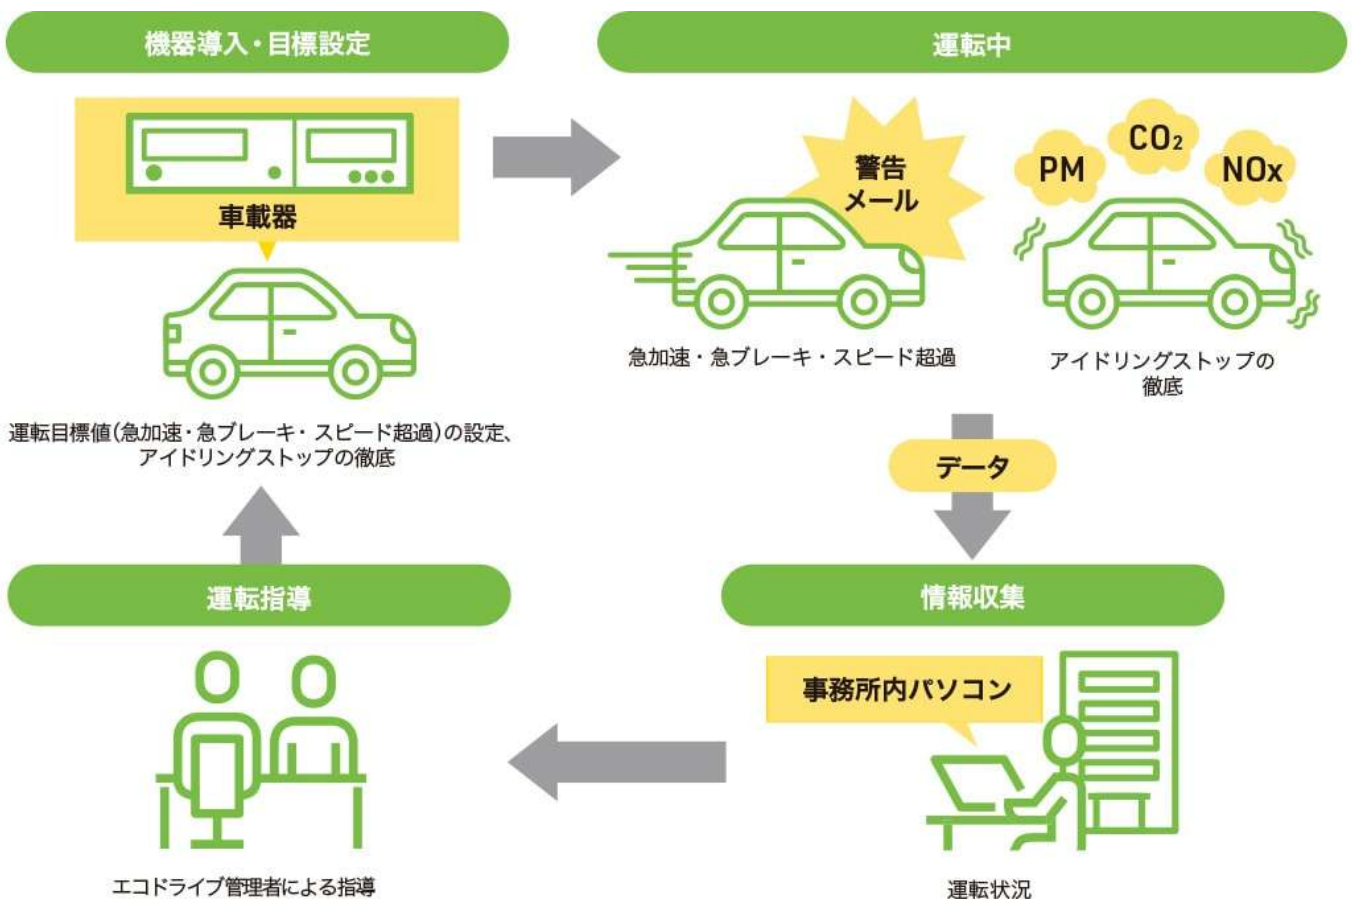 機器導入・目標設定
車載器
運転目標値(急加速・急ブレーキ・スピード超過)の設定、
アイドリングストップの徹底
運転中
警告
メール
急加速・急ブレーキ・スピード超過
PM
CO₂
NOx
アイドリングストップの
徹底
データ
情報収集
事務所内パソコン
運転状況
運転指導
エコドライブ管理者による指導